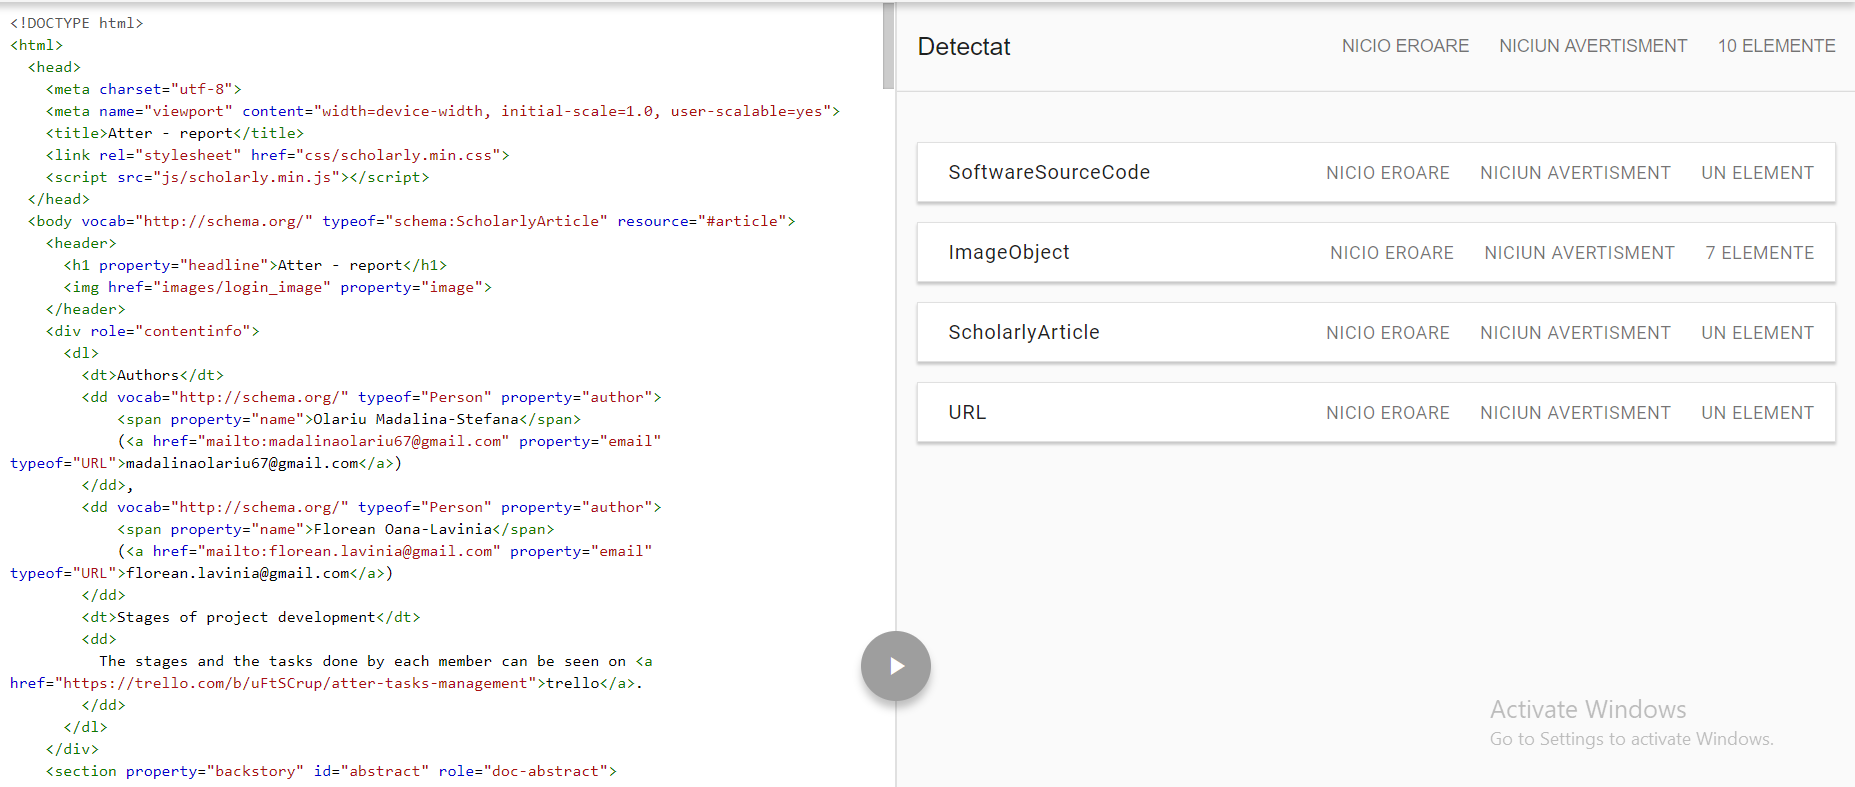 <!DOCTYPE html>
<html>
<head>
<meta charset="utf-8">
<meta name="viewport" content="width=device-width, initial-scale=1.0, user-scalable=yes">
<title>Atter - report</title>
<link rel="stylesheet" href="css/scholarly.min.css">
<script src="js/scholarly.min.js"></script>
</head>
<body vocab="http://schema.org/" typeof="schema:ScholarlyArticle" resource="#article">
<header>
<h1 property="headline">Atter - report</h1>
<img href="images/login_image" property="image">
</header>
<div role="contentinfo">
<dl>
<dt>Authors</dt>
<dd vocab="http://schema.org/" typeof="Person" property="author">
<span property="name">Olariu Madalina-Stefana</span>
(<a href="mailto:madalinaolariu67@gmail.com" property="email"
typeof="URL">madalinaolariu67@gmail.com</a>)
</dd>,
<dd vocab="http://schema.org/" typeof="Person" property="author">
<span property="name">Florean Oana-Lavinia</span>
(<a href="mailto:florean.lavinia@gmail.com" property="email"
typeof="URL">florean.lavinia@gmail.com</a>)
</dd>
<dt>Stages of project development</dt>
<dd>
The stages and the tasks done by each member can be seen on <a
href="https://trello.com/b/uFtSCrup/atter-tasks-management">trello</a>.
</dd>
</dl>
</div>
<section property="backstory" id="abstract" role="doc-abstract">
Detectat NICIO EROARE NICIUN AVERTISMENT 10 ELEMENTE
SoftwareSourceCode NICIO EROARE NICIUN AVERTISMENT UN ELEMENT
ImageObject NICIO EROARE NICIUN AVERTISMENT 7 ELEMENTE
ScholarlyArticle NICIO EROARE NICIUN AVERTISMENT UN ELEMENT
URL NICIO EROARE NICIUN AVERTISMENT UN ELEMENT
Activate Windows
Go to Settings to activate Windows.